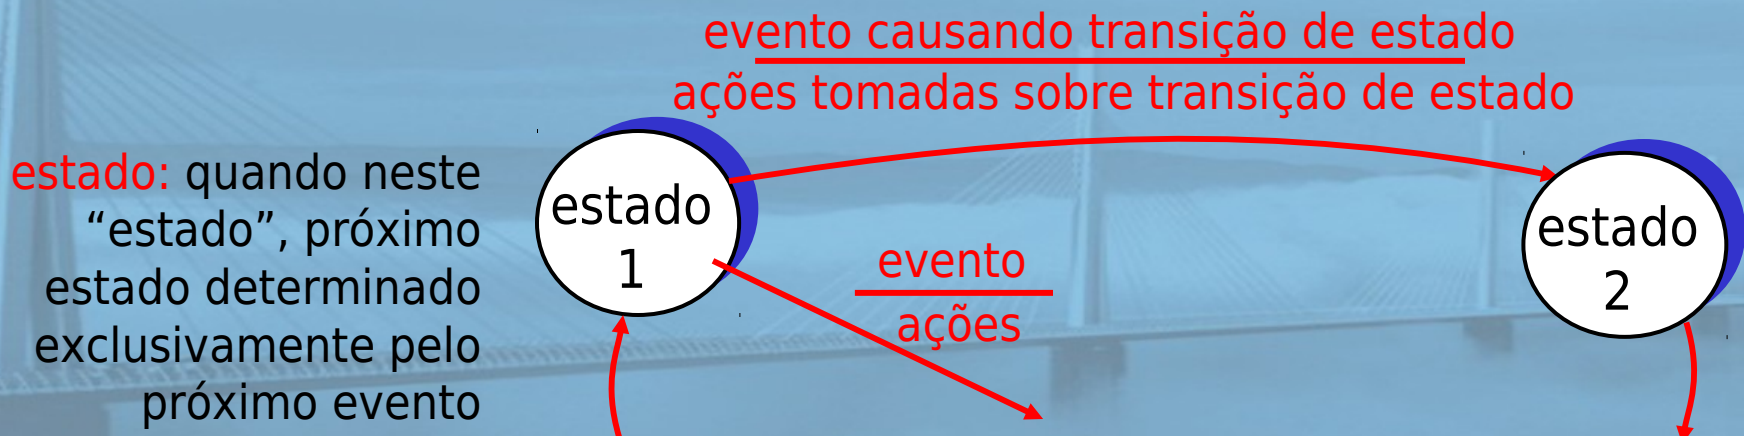 evento causando transição de estado
ações tomadas sobre transição de estado
estado: quando neste
“estado”, próximo
estado determinado
exclusivamente pelo
próximo evento
estado
1
evento
ações
estado
2